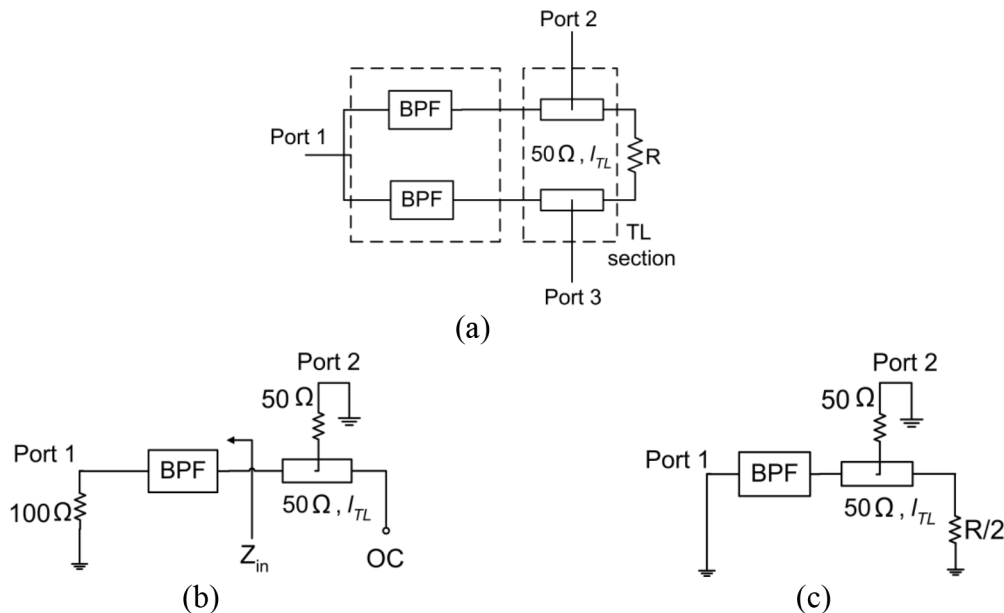 Port 2
BPF
Port 1
50 Ω , l_TL
R
BPF
TL
section
Port 3
(a)
Port 2
50 Ω
Port 1
BPF
100Ω
50 Ω , l_TL
Z_in
OC
(b)
Port 2
50 Ω
Port 1
BPF
50 Ω , l_TL
R/2
(c)